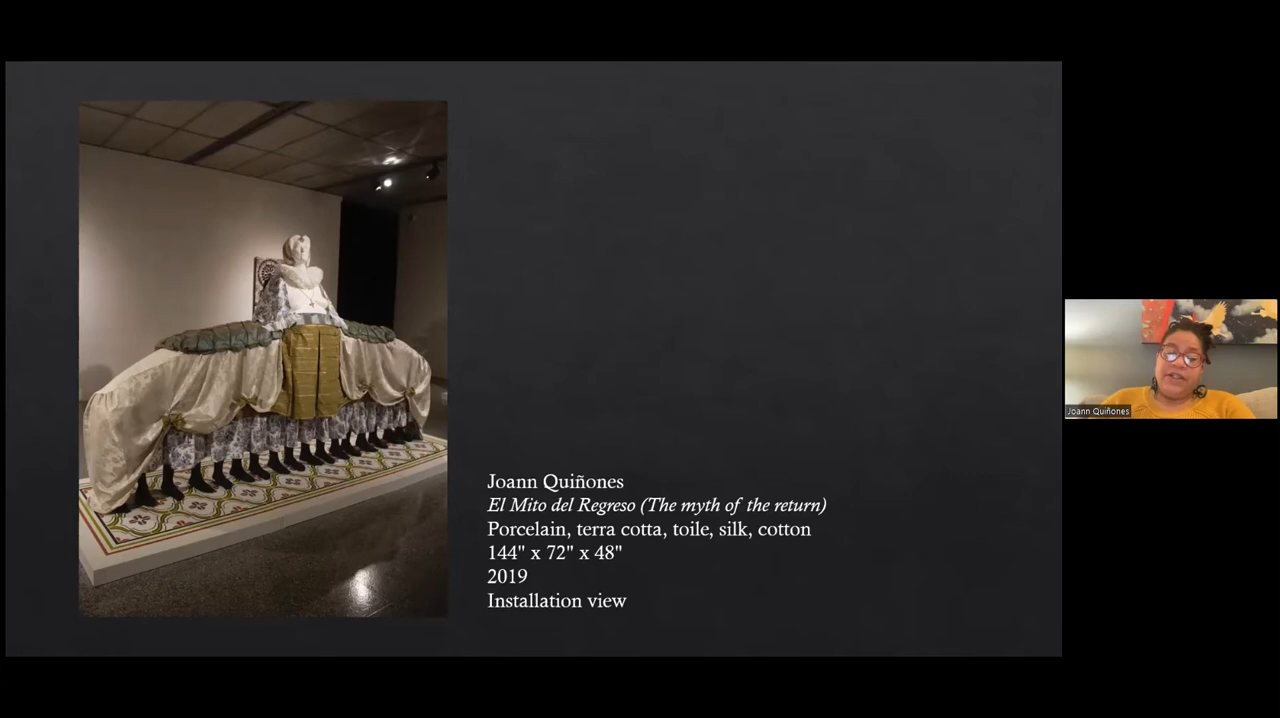 Joann Quiñones
El Mito del Regreso (The myth of the return)
Porcelain, terra cotta, toile, silk, cotton
144" x 72" x 48"
2019
Installation view
Joann Quiñones